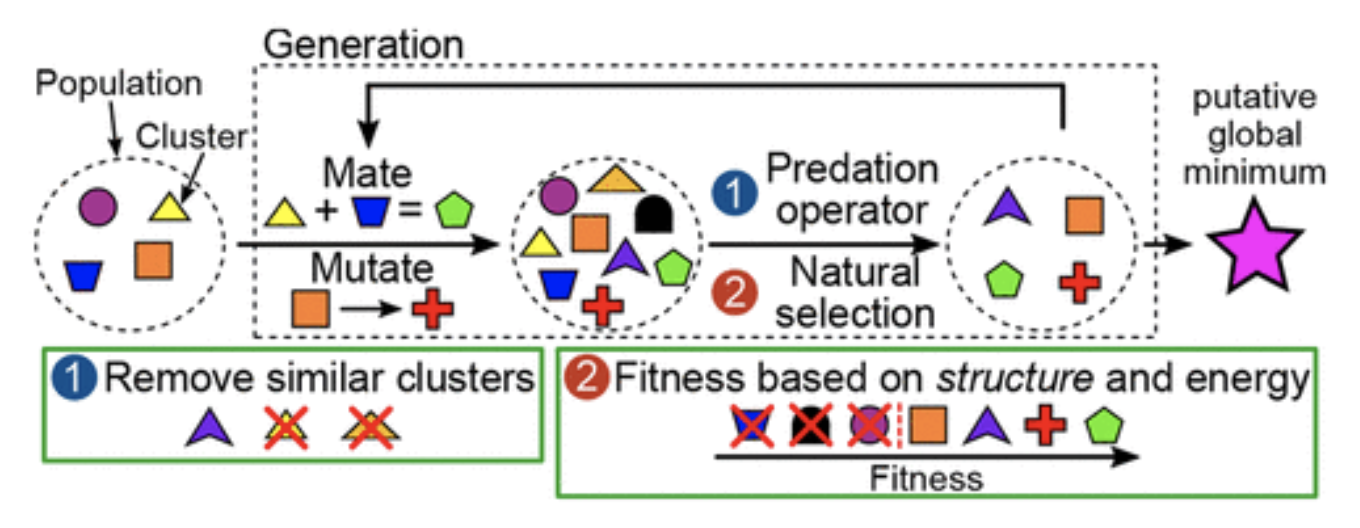 Generation
Population
Cluster
Mate
+ =
Mutate
1 Predation
operator
2 Natural
selection
putative
global
minimum
1 Remove similar clusters
2 Fitness based on structure and energy
Fitness